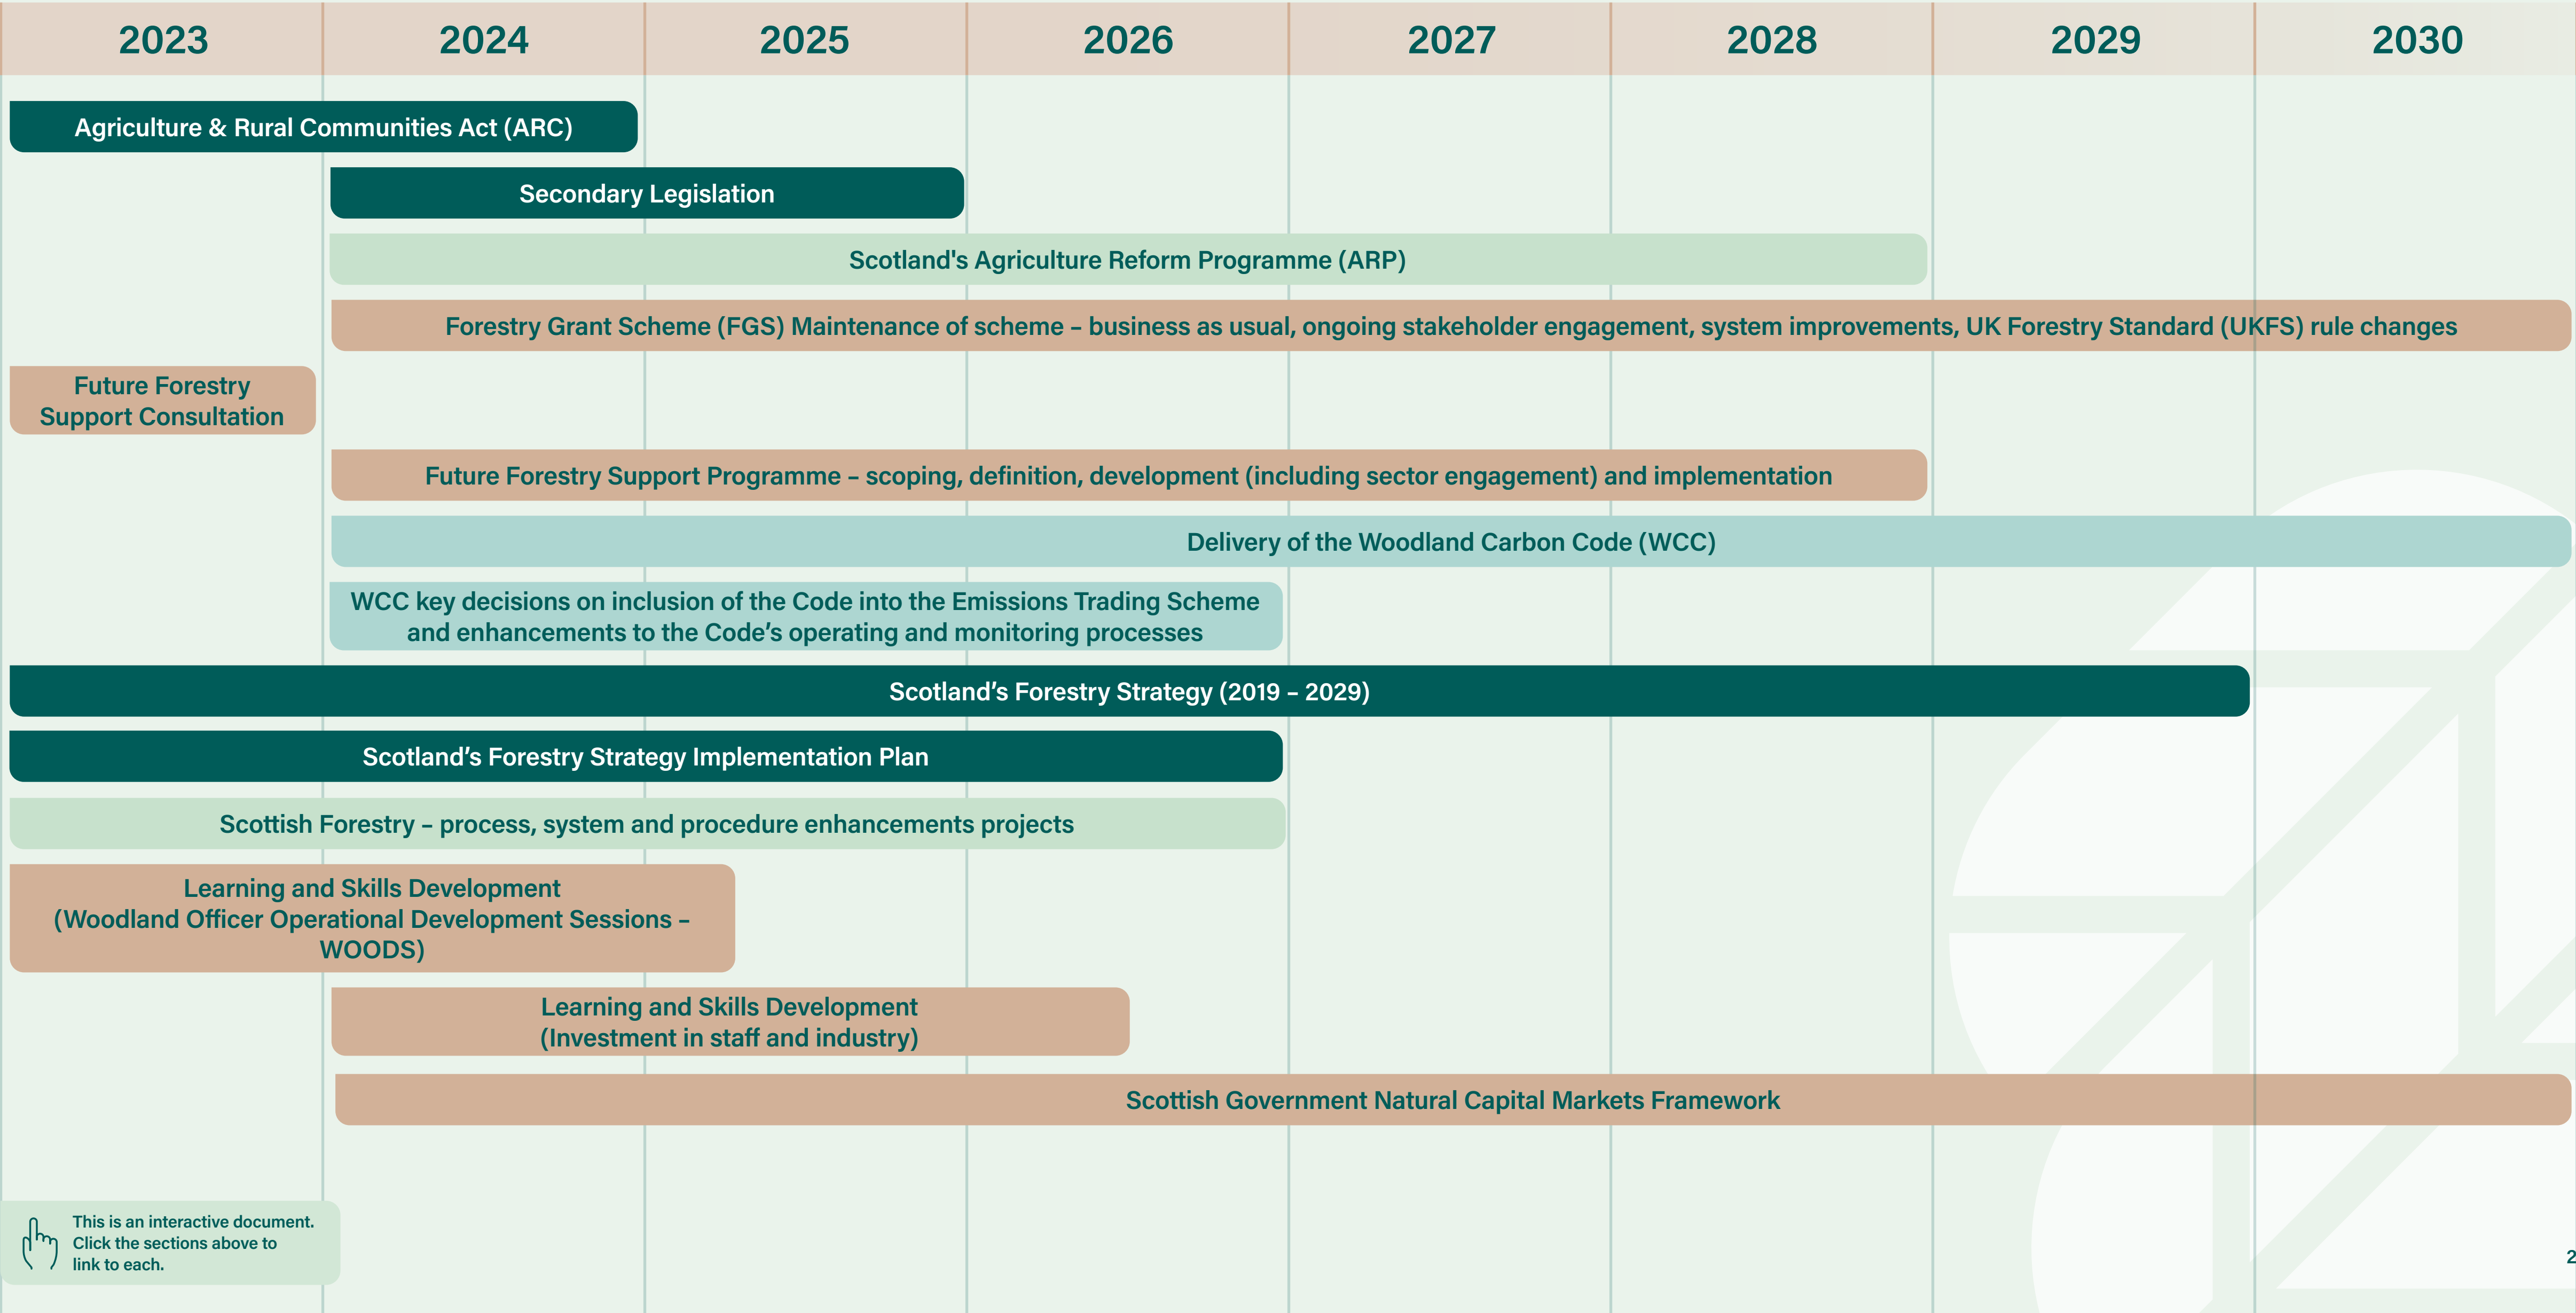 2023 2024 2025 2026 2027 2028 2029 2030
Agriculture & Rural Communities Act (ARC)
Secondary Legislation
Scotland's Agriculture Reform Programme (ARP)
Forestry Grant Scheme (FGS) Maintenance of scheme – business as usual, ongoing stakeholder engagement, system improvements, UK Forestry Standard (UKFS) rule changes
Future Forestry
Support Consultation
Future Forestry Support Programme – scoping, definition, development (including sector engagement) and implementation
Delivery of the Woodland Carbon Code (WCC)
WCC key decisions on inclusion of the Code into the Emissions Trading Scheme
and enhancements to the Code’s operating and monitoring processes
Scotland’s Forestry Strategy (2019 – 2029)
Scotland’s Forestry Strategy Implementation Plan
Scottish Forestry – process, system and procedure enhancements projects
Learning and Skills Development
(Woodland Officer Operational Development Sessions –
WOODS)
Learning and Skills Development
(Investment in staff and industry)
Scottish Government Natural Capital Markets Framework
This is an interactive document.
Click the sections above to
link to each.
2